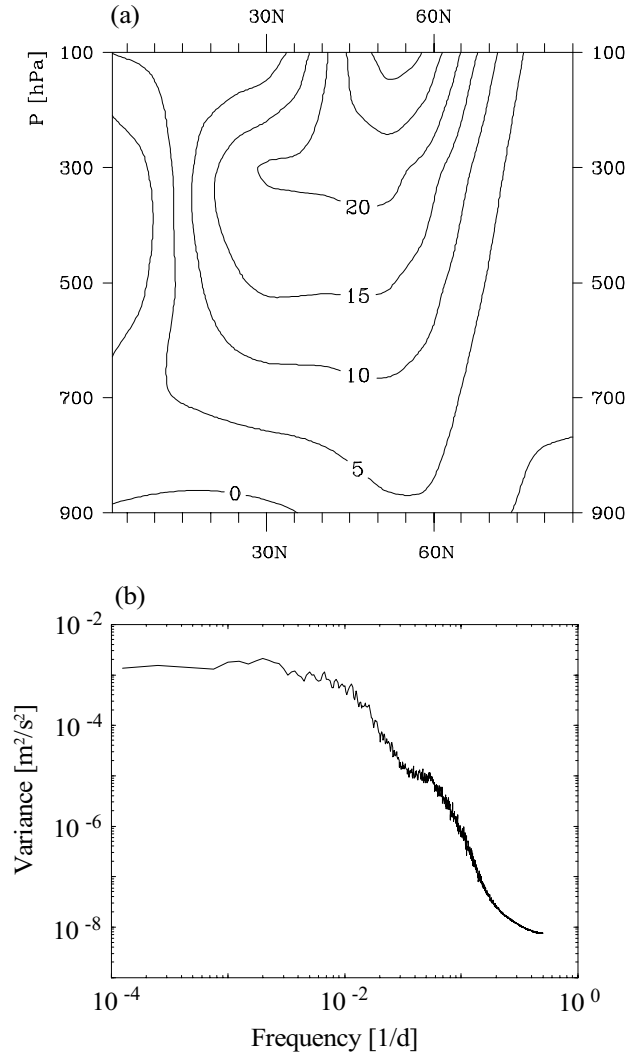 (a)
30N 60N
P [hPa]
100 100
300 300
500 500
700 700
900 900
20
15
10
5
0
30N 60N
(b)
10^-2
10^-4
10^-6
10^-8
Variance [m²/s²]
10^-4 10^-2 10^0
Frequency [1/d]